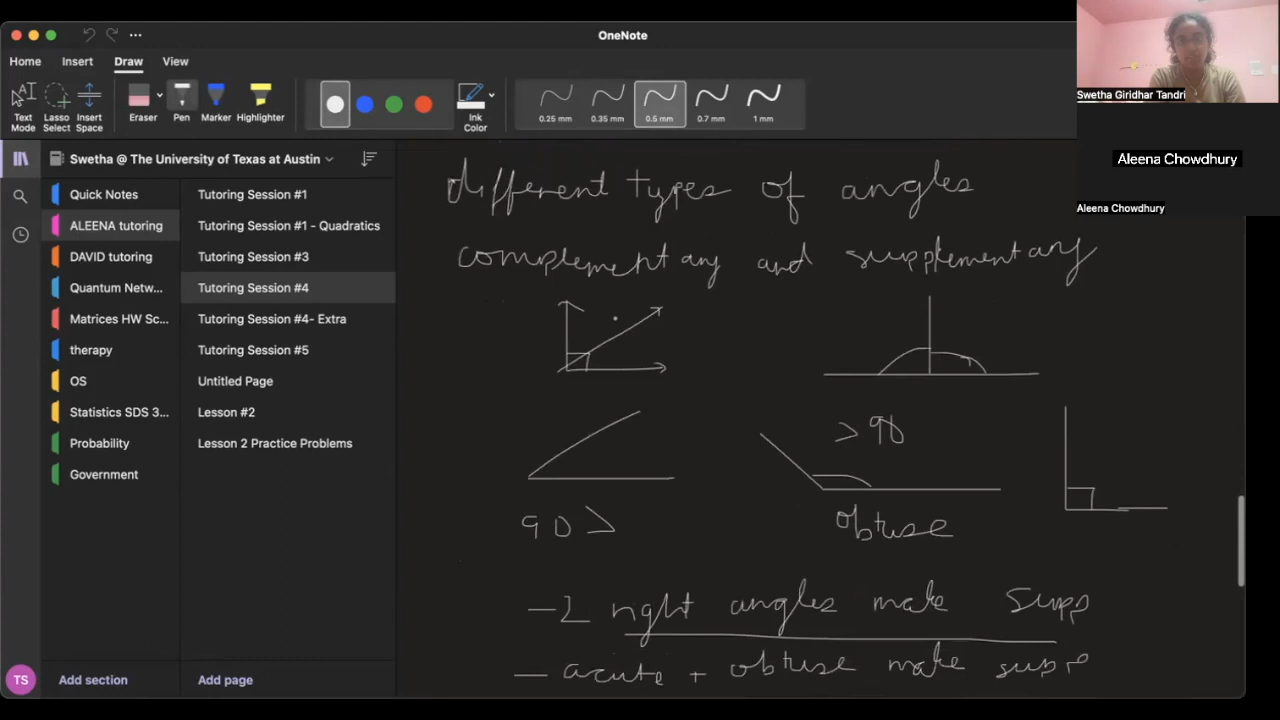 OneNote
Home Insert Draw View
Text Mode
Lasso Select
Insert Space
Eraser
Pen
Marker
Highlighter
Ink Color
0.25 mm
0.35 mm
0.5 mm
0.7 mm
1 mm
Swetha Giridhar Tandri
Aleena Chowdhury
Aleena Chowdhury
Swetha @ The University of Texas at Austin
Quick Notes
ALEENA tutoring
DAVID tutoring
Quantum Netw...
Matrices HW Sc...
therapy
OS
Statistics SDS 3...
Probability
Government
Tutoring Session #1
Tutoring Session #1 - Quadratics
Tutoring Session #3
Tutoring Session #4
Tutoring Session #4- Extra
Tutoring Session #5
Untitled Page
Lesson #2
Lesson 2 Practice Problems
different types of angles
complementary and supplementary
> 90
90 >
obtuse
- 2 right angles make supp
- acute + obtuse make supp
TS
Add section
Add page